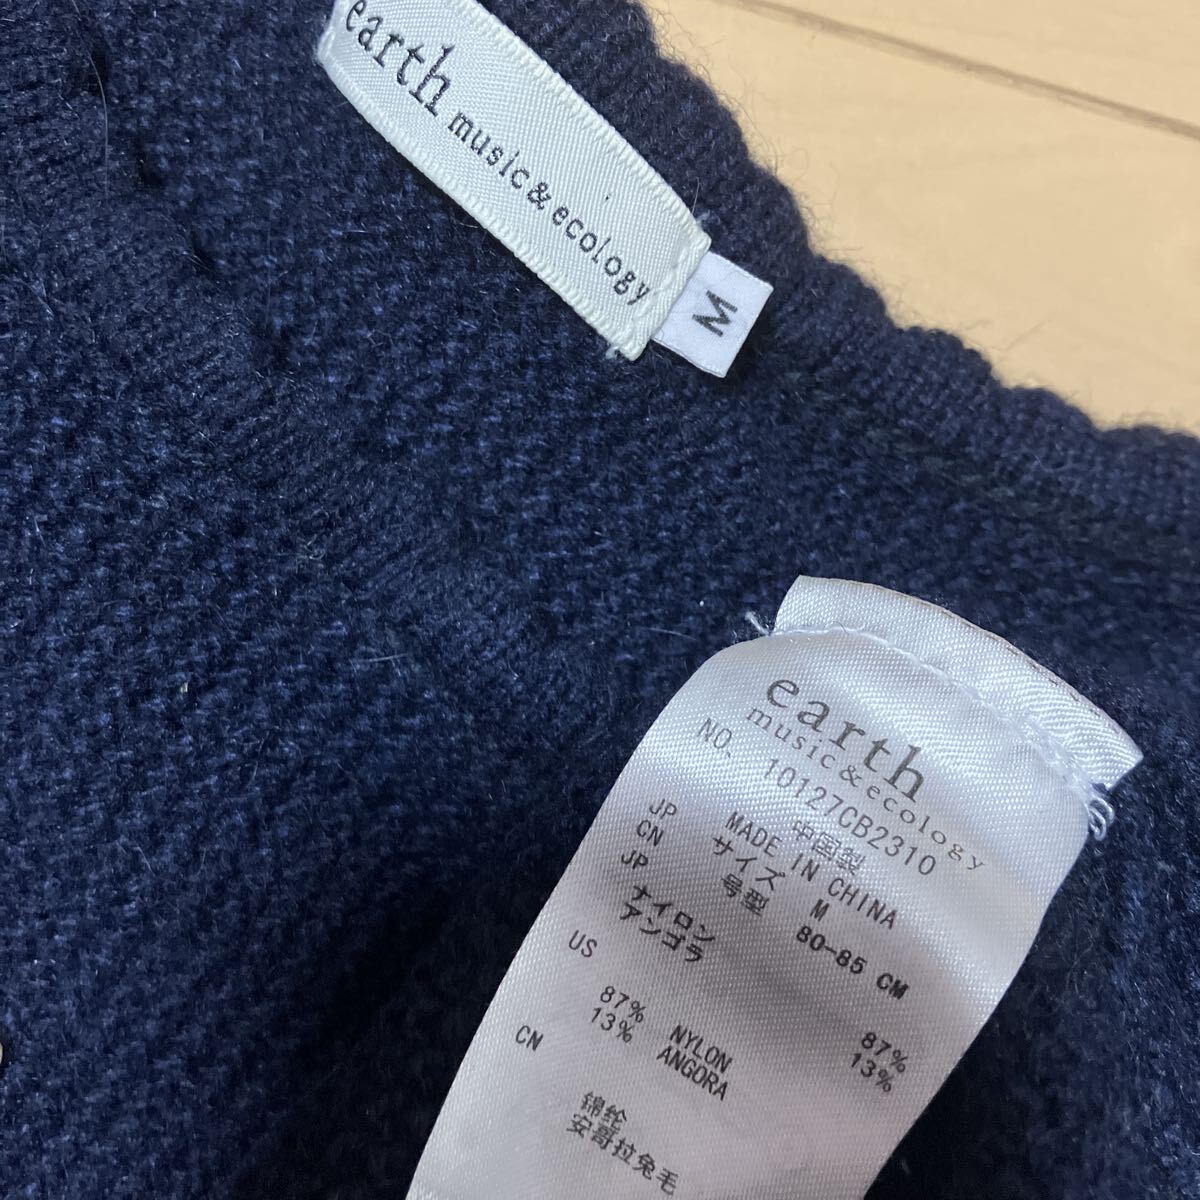 earth
music&ecology
M
earth
music&ecology
NO. 10127CB2310
中国製
MADE IN CHINA
JP サイズ M
CN 号型 80-85 CM
JP
ナイロン 87%
アンゴラ 13%
US
87% NYLON
13% ANGORA
CN
锦纶
安哥拉兔毛